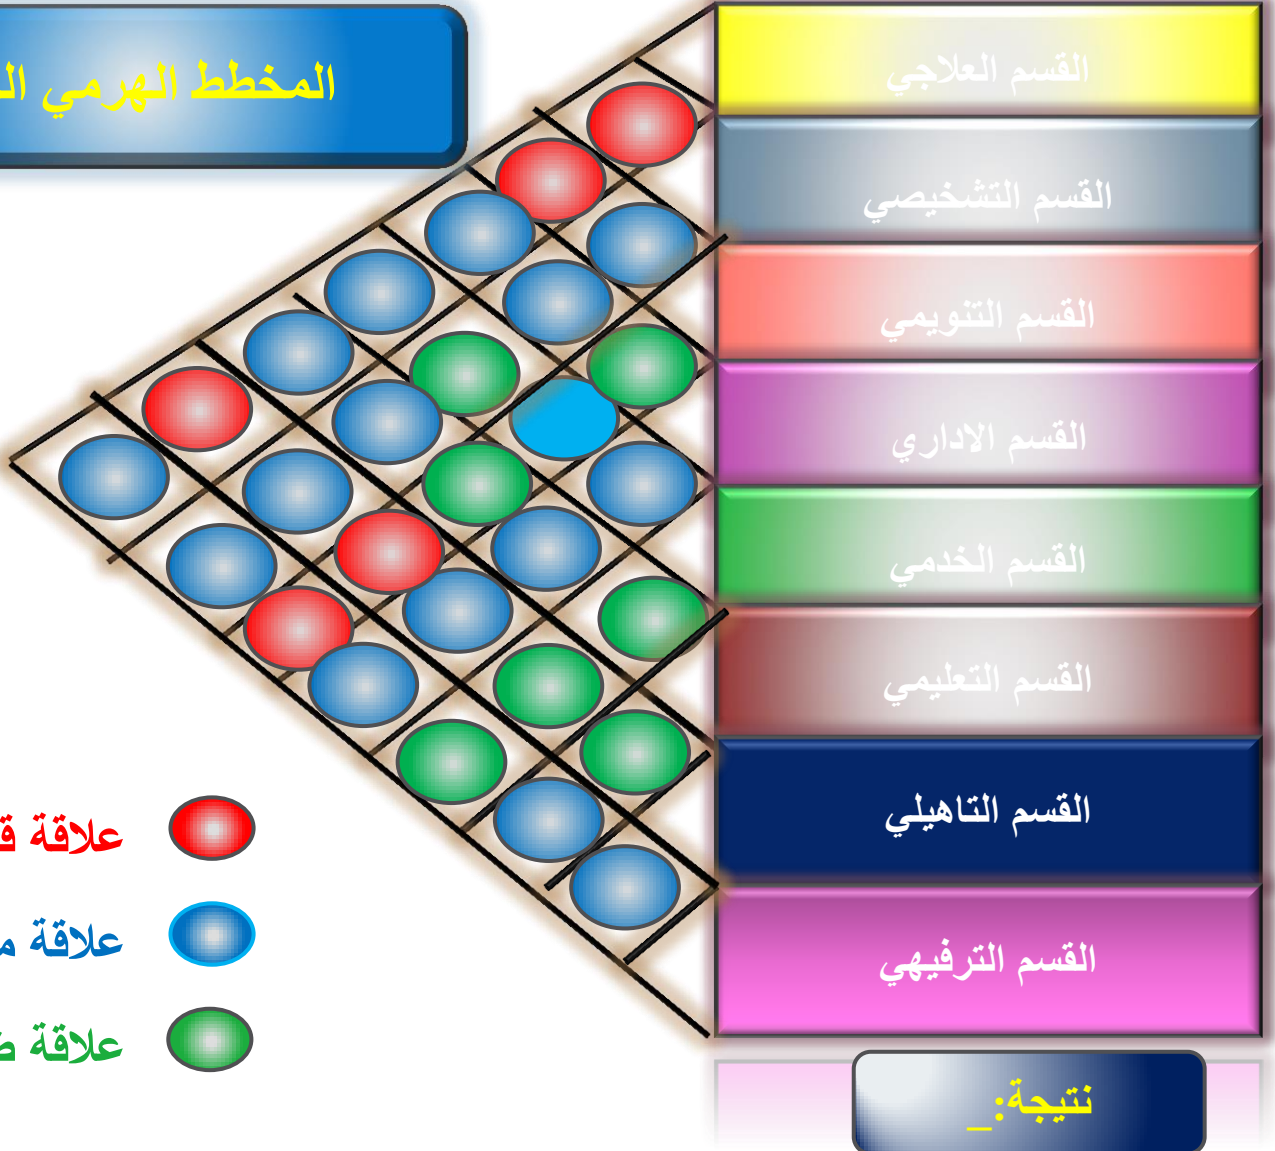 المخطط الهرمي
القسم العلاجي
القسم التشخيصي
القسم التنويمي
القسم الاداري
القسم الخدمي
القسم التعليمي
القسم التاهيلي
القسم الترفيهي
علاقة
علاقة
علاقة
نتيجة:_